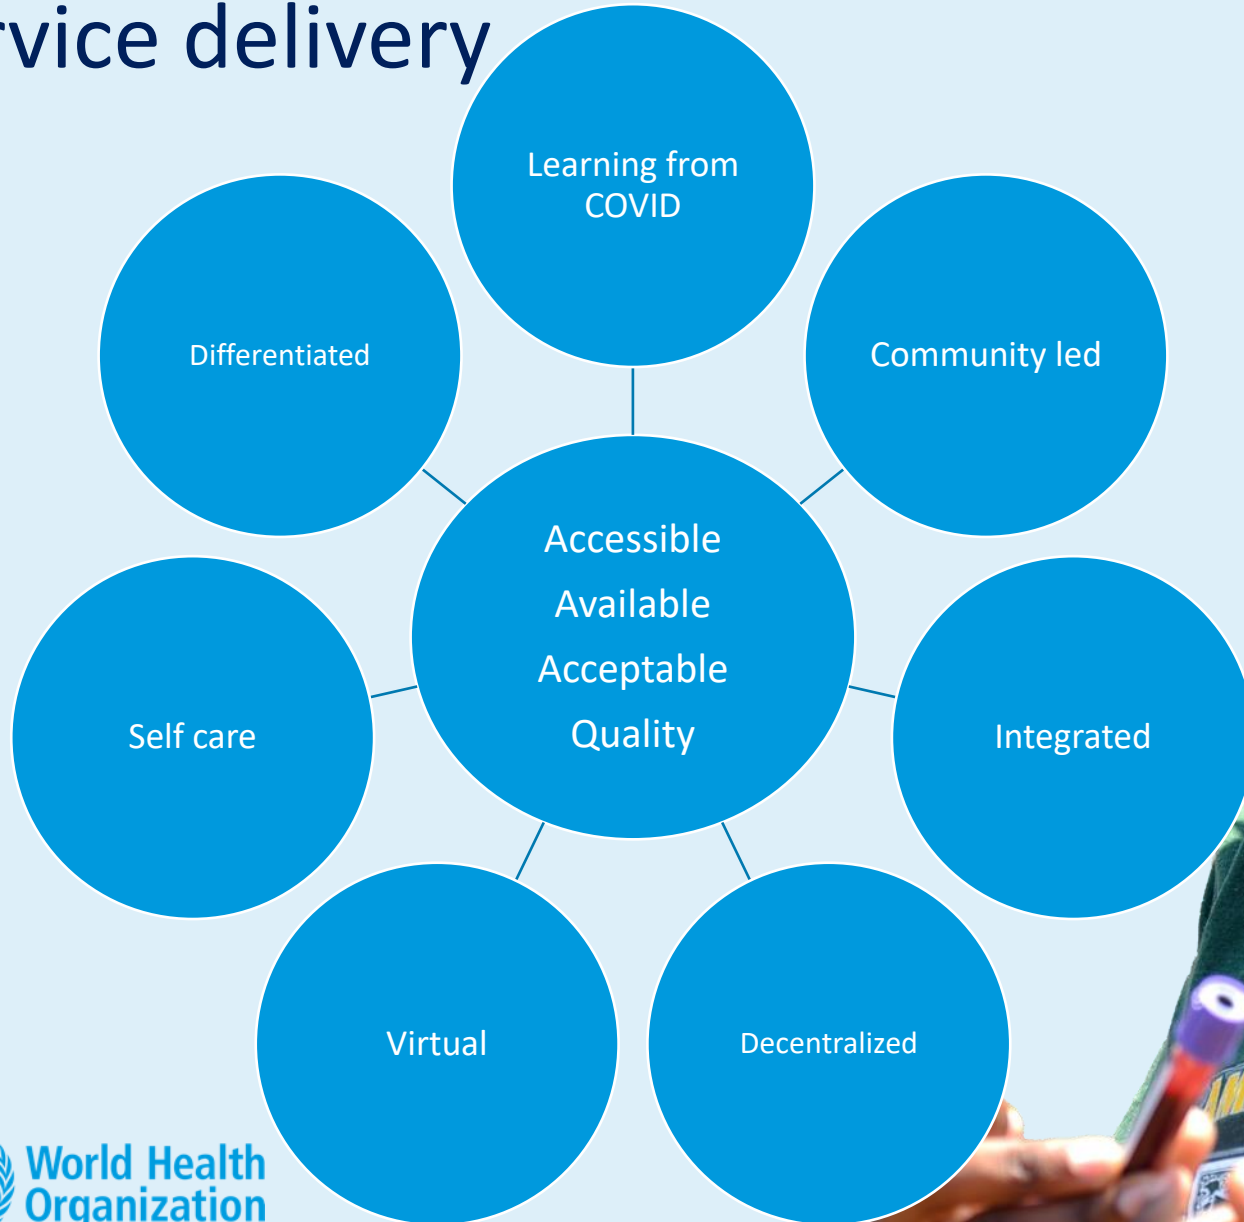 rvice delivery
Learning from
COVID
Differentiated
Community led
Accessible
Available
Acceptable
Quality
Self care
Integrated
Virtual
Decentralized
World Health
Organization